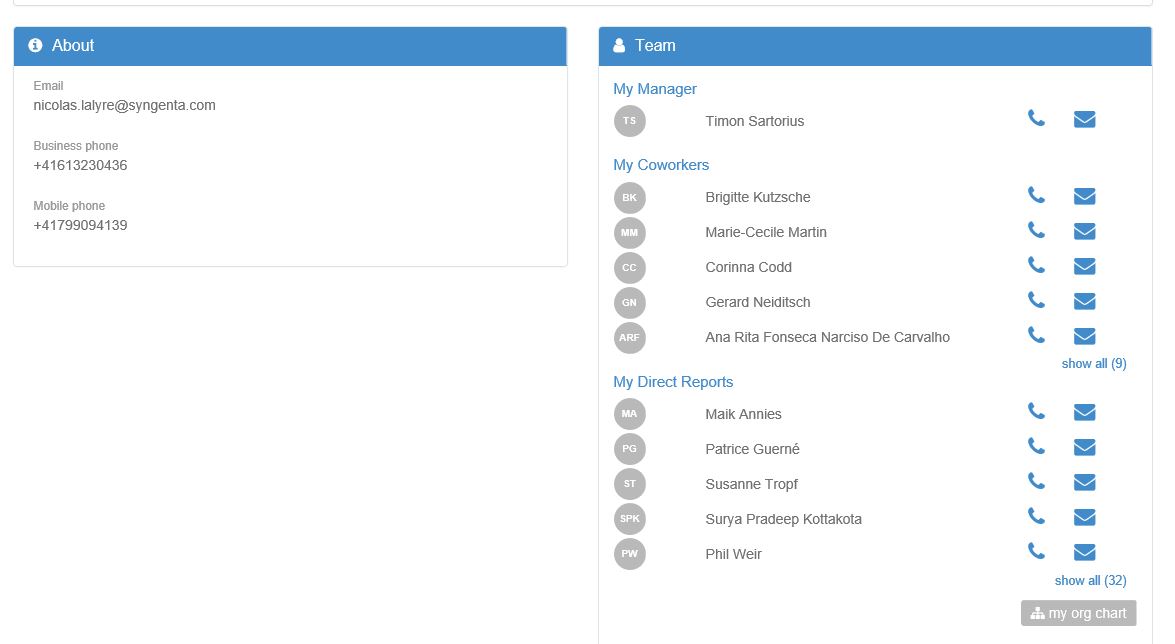 About
Email
nicolas.lalyre@syngenta.com
Business phone
+41613230436
Mobile phone
+41799094139
Team
My Manager
TS Timon Sartorius
My Coworkers
BK Brigitte Kutzsche
MM Marie-Cecile Martin
CC Corinna Codd
GN Gerard Neiditsch
ARF Ana Rita Fonseca Narciso De Carvalho
show all (9)
My Direct Reports
MA Maik Annies
PG Patrice Guerné
ST Susanne Tropf
SPK Surya Pradeep Kottakota
PW Phil Weir
show all (32)
my org chart